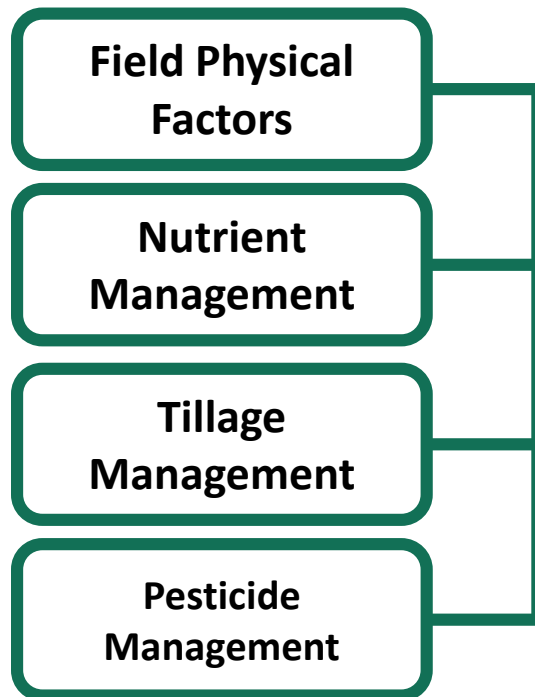 Field Physical
Factors
Nutrient
Management
Tillage
Management
Pesticide
Management